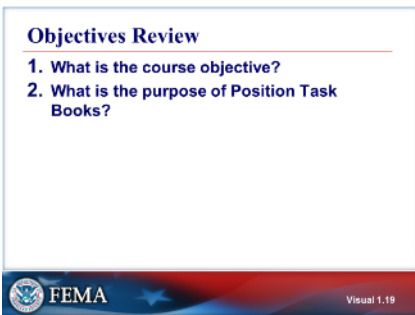 Objectives Review
1. What is the course objective?
2. What is the purpose of Position Task
Books?
FEMA
Visual 1.19